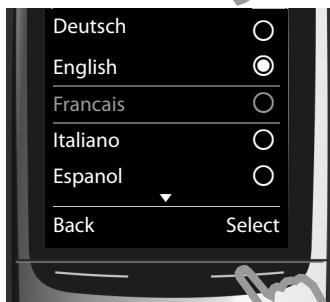 Deutsch
English
Francais
Italiano
Espanol
Back Select